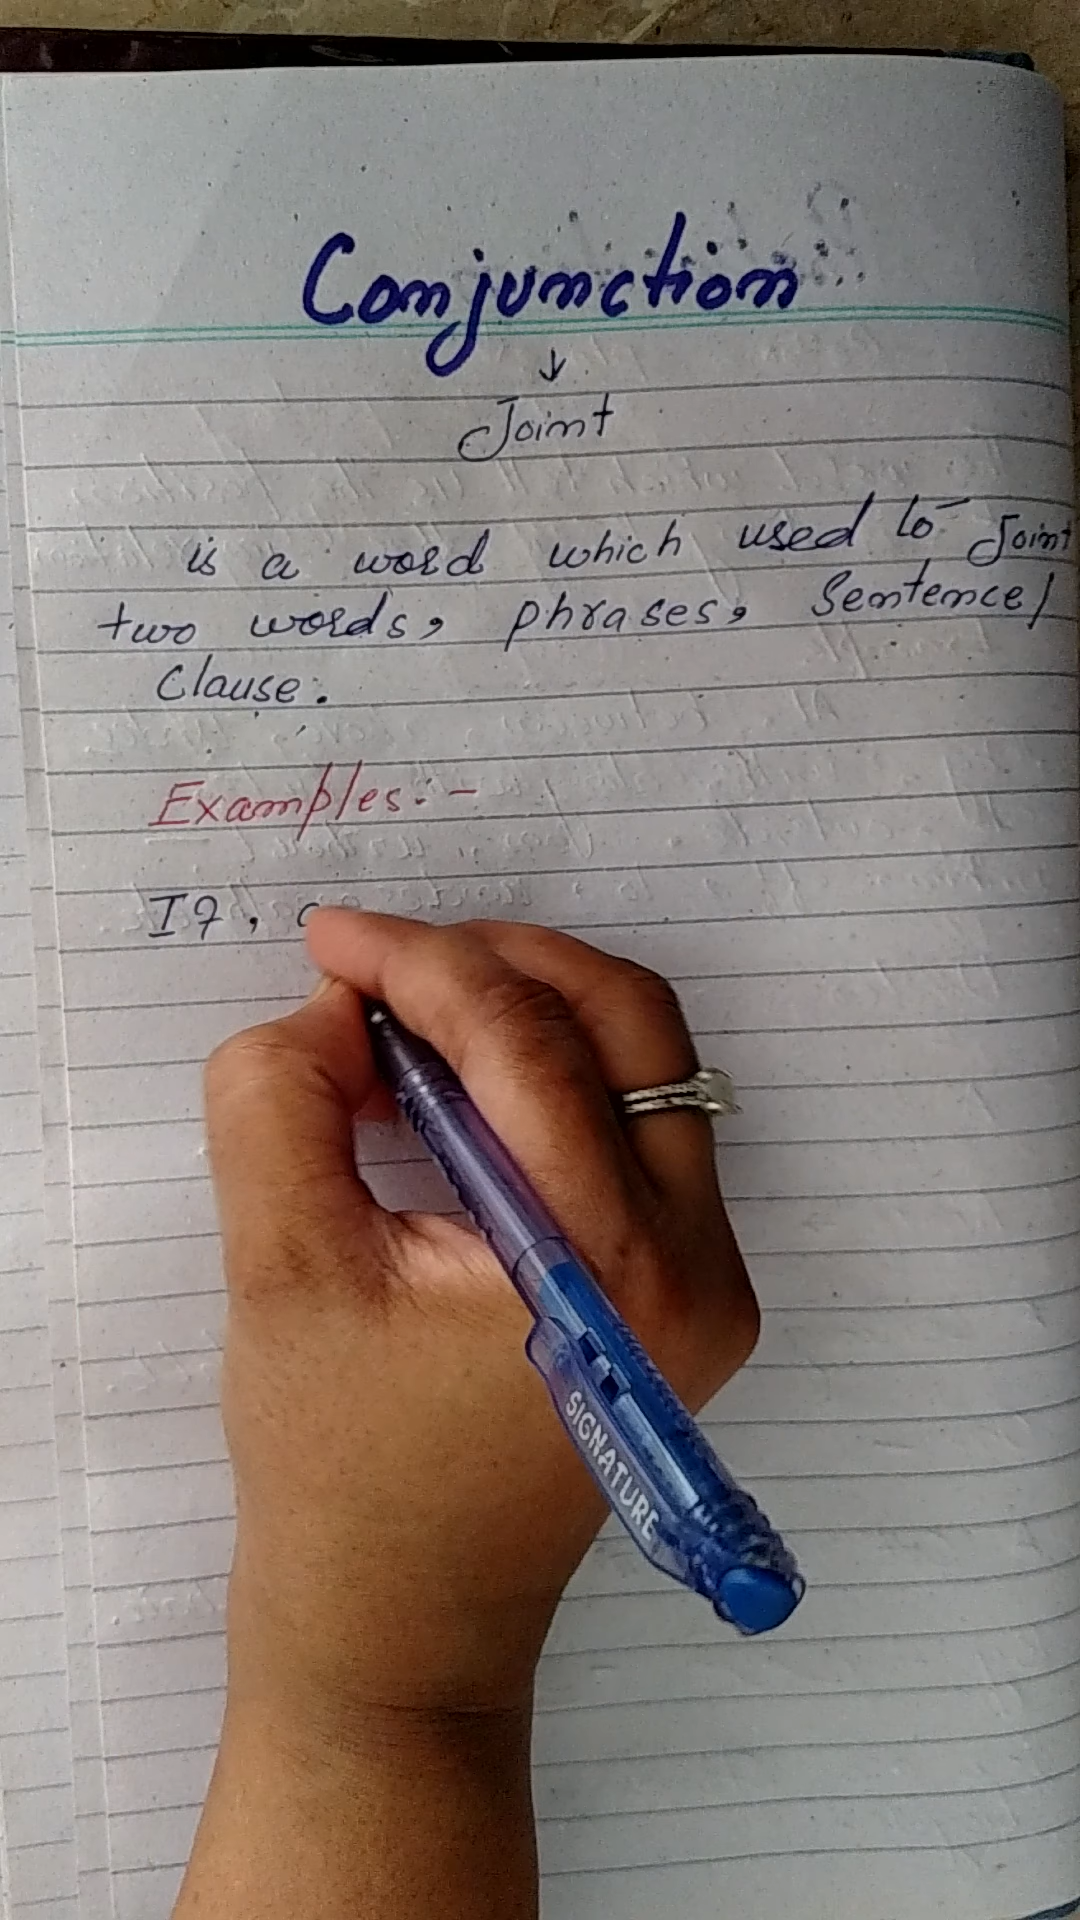 Conjunction
↓
Joint
is a word which used to Joint
two words, phrases, Sentence/
Clause.
Examples:-
If,
SIGNATURE